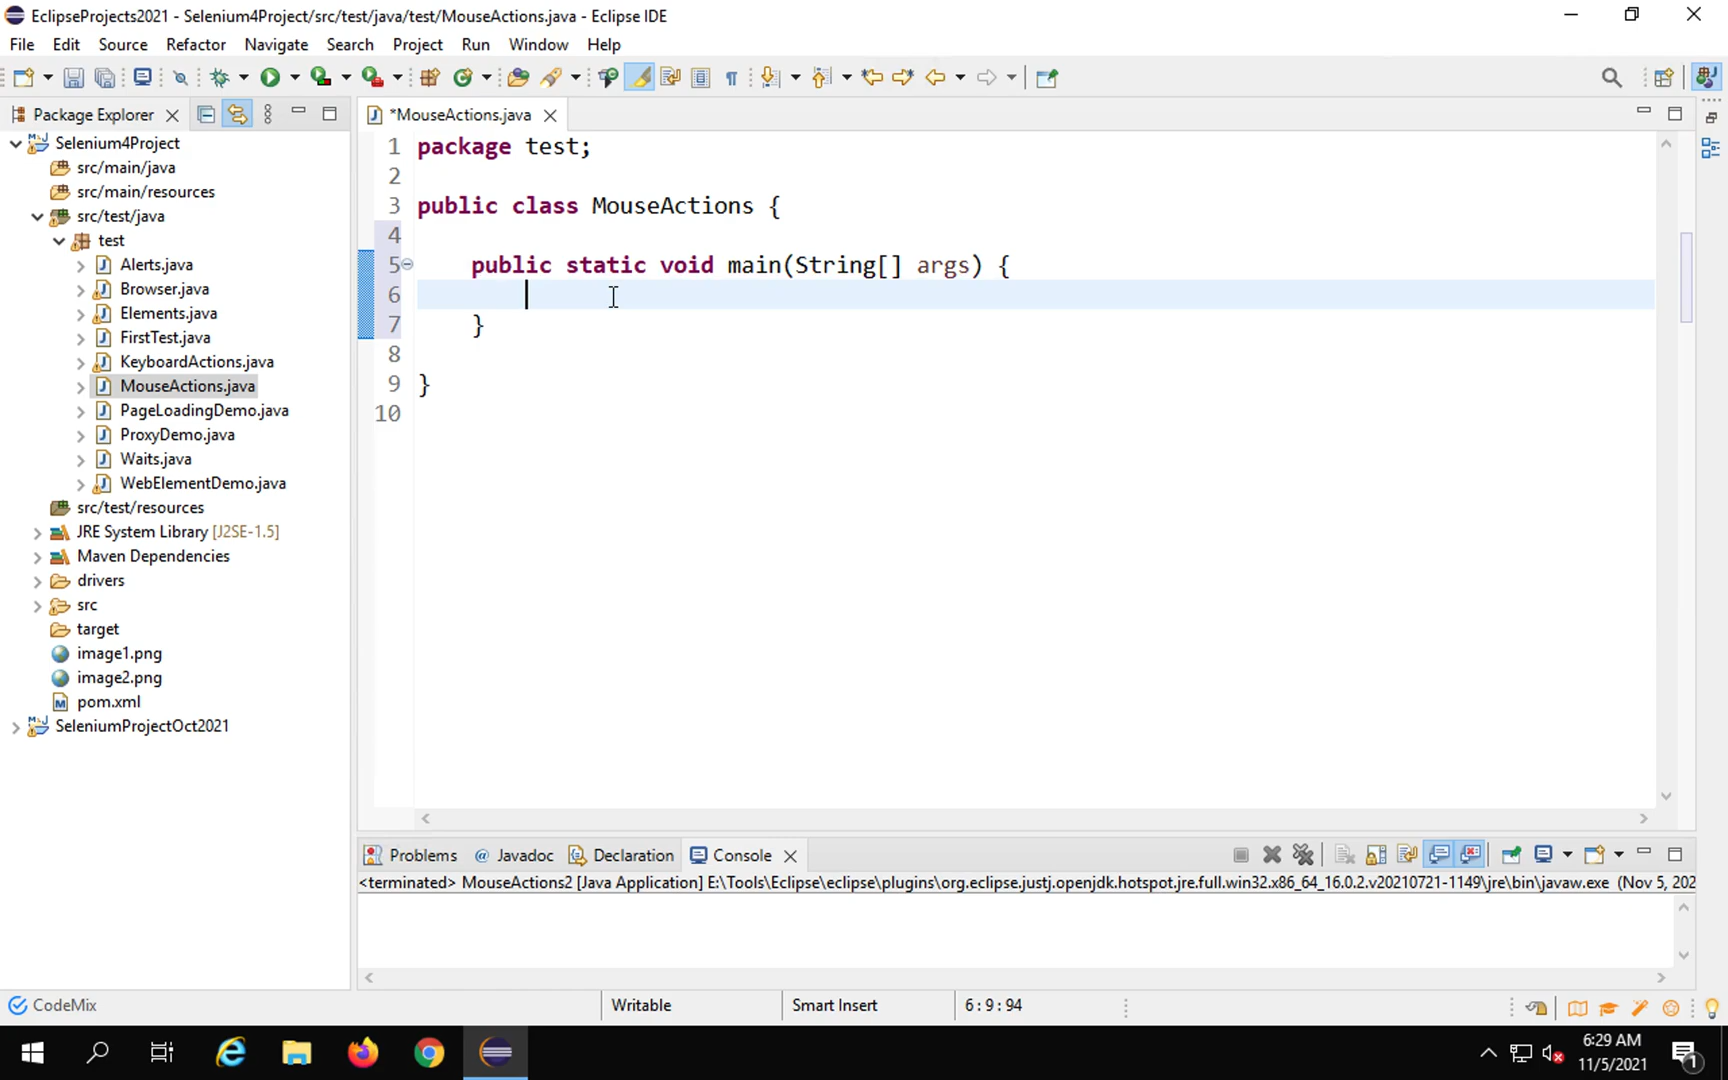 EclipseProjects2021 - Selenium4Project/src/test/java/test/MouseActions.java - Eclipse IDE
File Edit Source Refactor Navigate Search Project Run Window Help
Package Explorer
*MouseActions.java
Selenium4Project
src/main/java
src/main/resources
src/test/java
test
Alerts.java
Browser.java
Elements.java
FirstTest.java
KeyboardActions.java
MouseActions.java
PageLoadingDemo.java
ProxyDemo.java
Waits.java
WebElementDemo.java
src/test/resources
JRE System Library [J2SE-1.5]
Maven Dependencies
drivers
src
target
image1.png
image2.png
pom.xml
SeleniumProjectOct2021
1 package test;
2
3 public class MouseActions {
4
5 public static void main(String[] args) {
6
7 }
8
9 }
10
Problems @ Javadoc Declaration Console
<terminated> MouseActions2 [Java Application] E:\Tools\Eclipse\eclipse\plugins\org.eclipse.justj.openjdk.hotspot.jre.full.win32.x86_64_16.0.2.v20210721-1149\jre\bin\javaw.exe (Nov 5, 202
CodeMix
Writable
Smart Insert
6 : 9 : 94
6:29 AM
11/5/2021
1